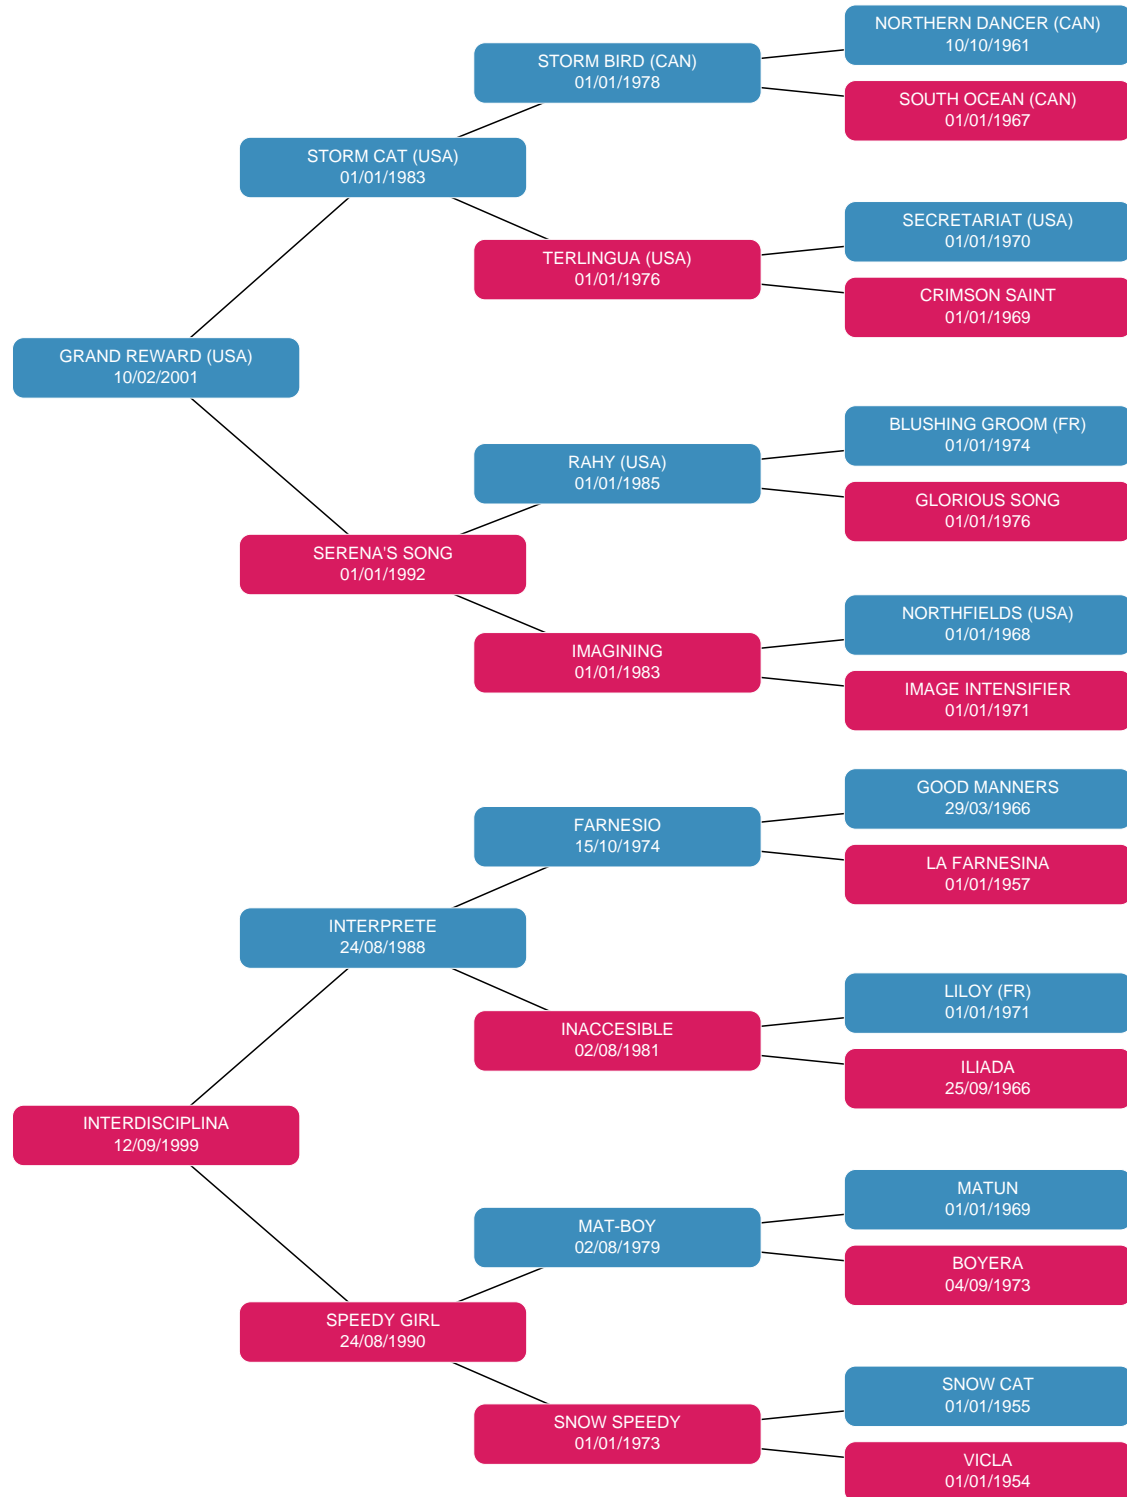 NORTHERN DANCER (CAN)
10/10/1961
STORM BIRD (CAN)
01/01/1978
SOUTH OCEAN (CAN)
01/01/1967
STORM CAT (USA)
01/01/1983
SECRETARIAT (USA)
01/01/1970
TERLINGUA (USA)
01/01/1976
CRIMSON SAINT
01/01/1969
GRAND REWARD (USA)
10/02/2001
BLUSHING GROOM (FR)
01/01/1974
RAHY (USA)
01/01/1985
GLORIOUS SONG
01/01/1976
SERENA'S SONG
01/01/1992
NORTHFIELDS (USA)
01/01/1968
IMAGINING
01/01/1983
IMAGE INTENSIFIER
01/01/1971
GOOD MANNERS
29/03/1966
FARNESIO
15/10/1974
LA FARNESINA
01/01/1957
INTERPRETE
24/08/1988
LILOY (FR)
01/01/1971
INACCESIBLE
02/08/1981
ILIADA
25/09/1966
INTERDISCIPLINA
12/09/1999
MATUN
01/01/1969
MAT-BOY
02/08/1979
BOYERA
04/09/1973
SPEEDY GIRL
24/08/1990
SNOW CAT
01/01/1955
SNOW SPEEDY
01/01/1973
VICLA
01/01/1954